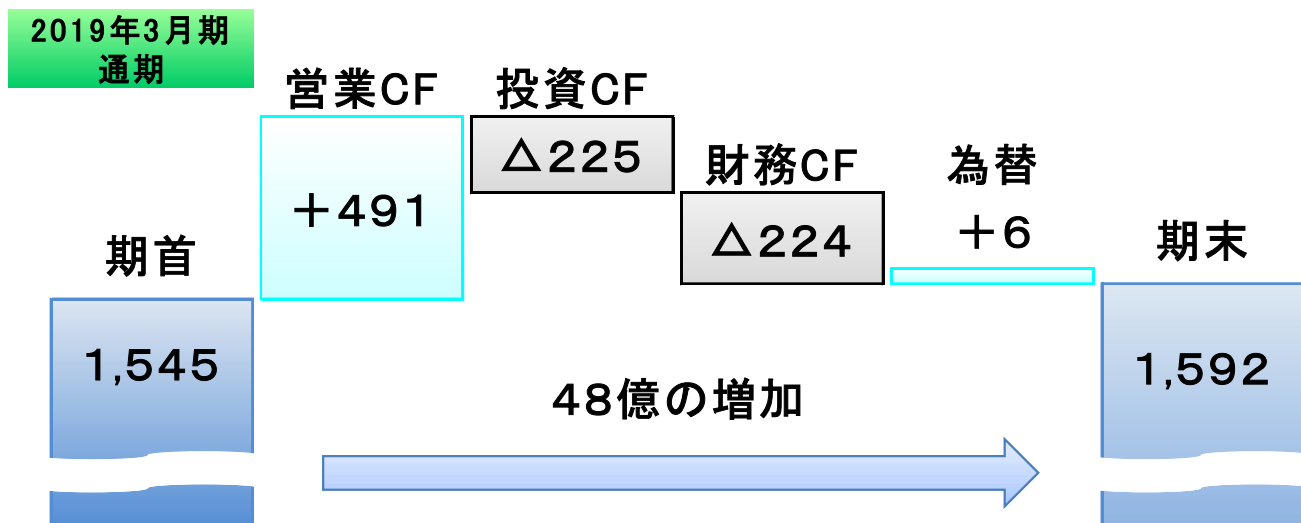 2019年3月期
通期
営業CF
投資CF
△225
財務CF
為替
＋491
△224
＋6
期首
期末
1,545
1,592
48億の増加